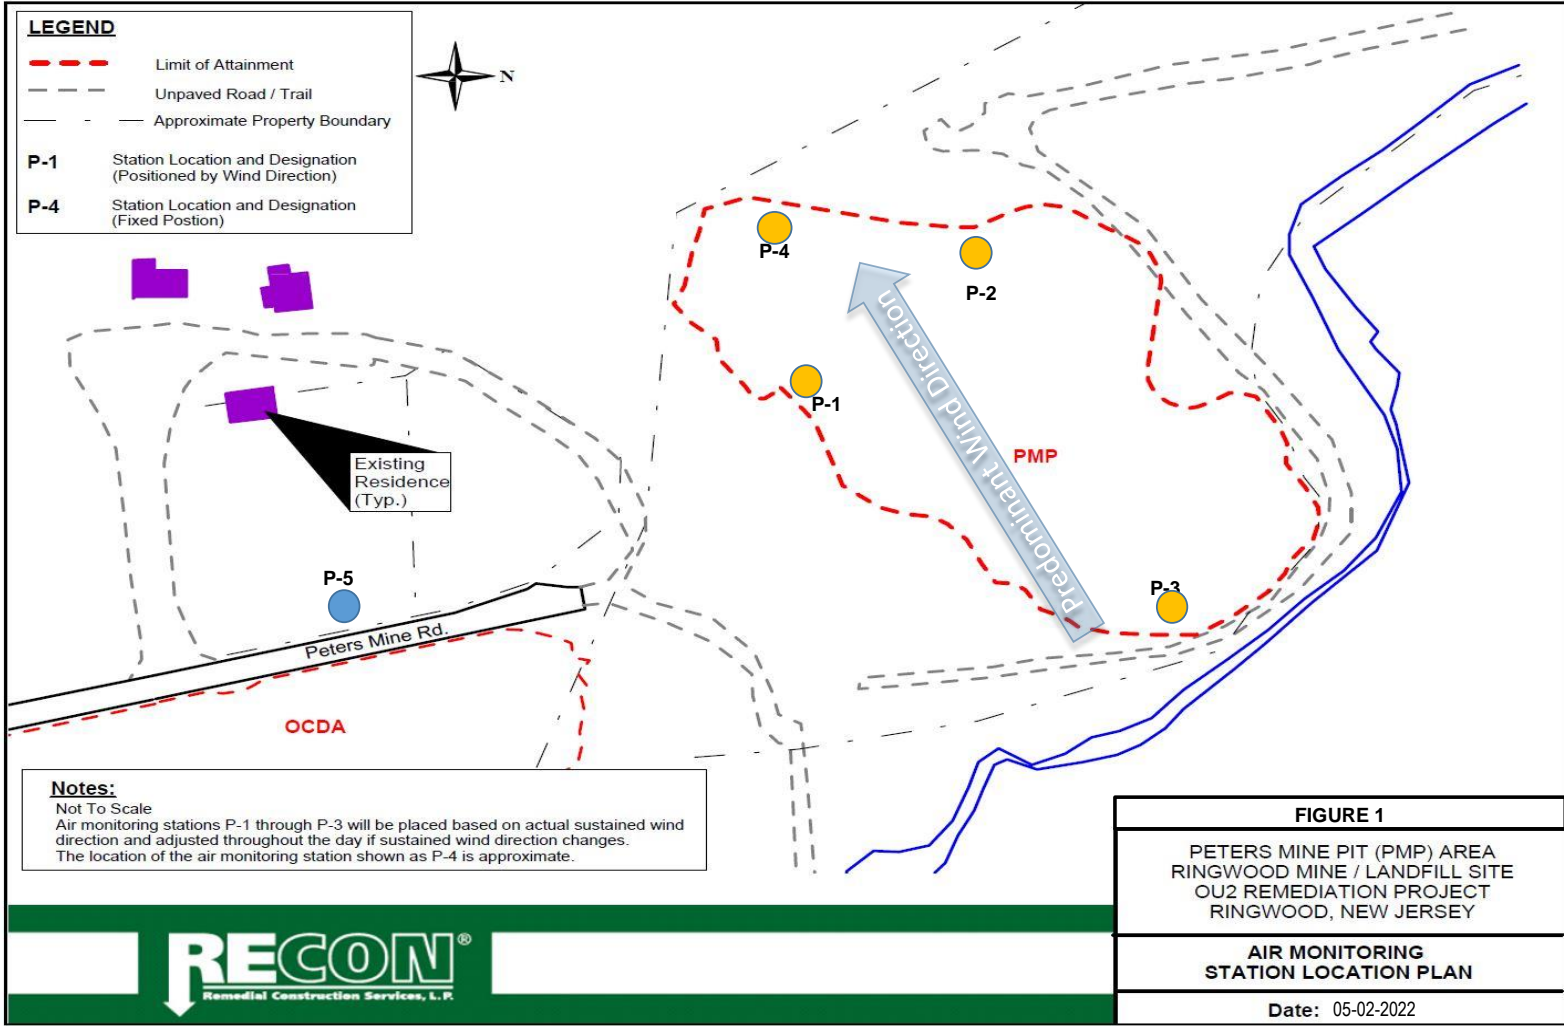 LEGEND
Limit of Attainment
Unpaved Road / Trail
Approximate Property Boundary
P-1 Station Location and Designation
(Positioned by Wind Direction)
P-4 Station Location and Designation
(Fixed Postion)
N
P-4
P-2
P-1
Predominant Wind Direction
PMP
Existing
Residence
(Typ.)
P-5
P-3
Peters Mine Rd.
OCDA
Notes:
Not To Scale
Air monitoring stations P-1 through P-3 will be placed based on actual sustained wind
direction and adjusted throughout the day if sustained wind direction changes.
The location of the air monitoring station shown as P-4 is approximate.
FIGURE 1
PETERS MINE PIT (PMP) AREA
RINGWOOD MINE / LANDFILL SITE
OU2 REMEDIATION PROJECT
RINGWOOD, NEW JERSEY
AIR MONITORING
STATION LOCATION PLAN
Date: 05-02-2022
RECON®
Remedial Construction Services, L.P.